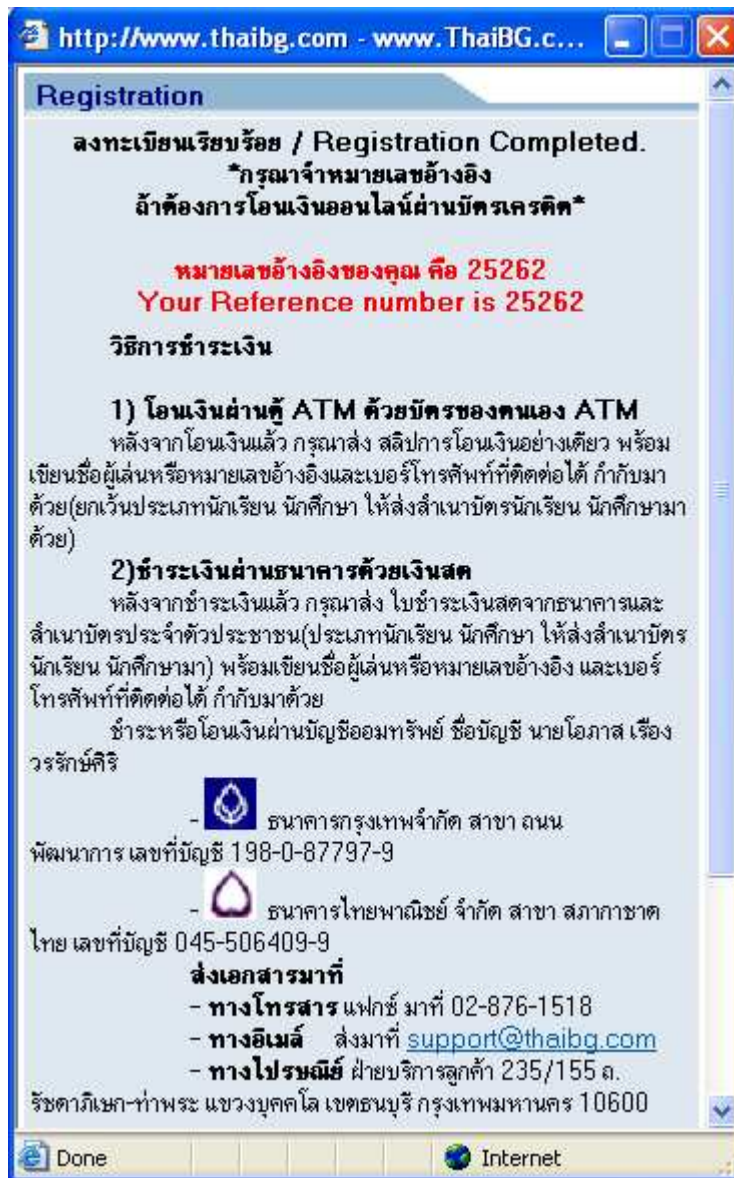 http://www.thaibg.com - www.ThaiBG.c...
Registration
ลงทะเบียนเรียบร้อย / Registration Completed.
*กรุณาจำหมายเลขอ้างอิง
ถ้าต้องการโอนเงินออนไลน์ผ่านบัตรเครดิต*
หมายเลขอ้างอิงของคุณ คือ 25262
Your Reference number is 25262
วิธีการชำระเงิน
1) โอนเงินผ่านตู้ ATM ด้วยบัตรของตนเอง ATM
หลังจากโอนเงินแล้ว กรุณาส่ง สลิปการโอนเงินอย่างเดียว พร้อม
เขียนชื่อผู้เล่นหรือหมายเลขอ้างอิงและเบอร์โทรศัพท์ที่ติดต่อได้ กำกับมา
ด้วย(ยกเว้นประเภทนักเรียน นักศึกษา ให้ส่งสำเนาบัตรนักเรียน นักศึกษามา
ด้วย)
2)ชำระเงินผ่านธนาคารด้วยเงินสด
หลังจากชำระเงินแล้ว กรุณาส่ง ใบชำระเงินสดจากธนาคารและ
สำเนาบัตรประจำตัวประชาชน(ประเภทนักเรียน นักศึกษา ให้ส่งสำเนาบัตร
นักเรียน นักศึกษามา) พร้อมเขียนชื่อผู้เล่นหรือหมายเลขอ้างอิง และเบอร์
โทรศัพท์ที่ติดต่อได้ กำกับมาด้วย
ชำระหรือโอนเงินผ่านบัญชีออมทรัพย์ ชื่อบัญชี นายโอภาส เรือง
วรรักษ์ศิริ
- ธนาคารกรุงเทพจำกัด สาขา ถนน
พัฒนาการ เลขที่บัญชี 198-0-87797-9
- ธนาคารไทยพาณิชย์ จำกัด สาขา สภากาชาด
ไทย เลขที่บัญชี 045-506409-9
ส่งเอกสารมาที่
- ทางโทรสาร แฟกซ์ มาที่ 02-876-1518
- ทางอีเมล์ ส่งมาที่ support@thaibg.com
- ทางไปรษณีย์ ฝ่ายบริการลูกค้า 235/155 ถ.
รัชดาภิเษก-ท่าพระ แขวงบุคคโล เขตธนบุรี กรุงเทพมหานคร 10600
Done
Internet